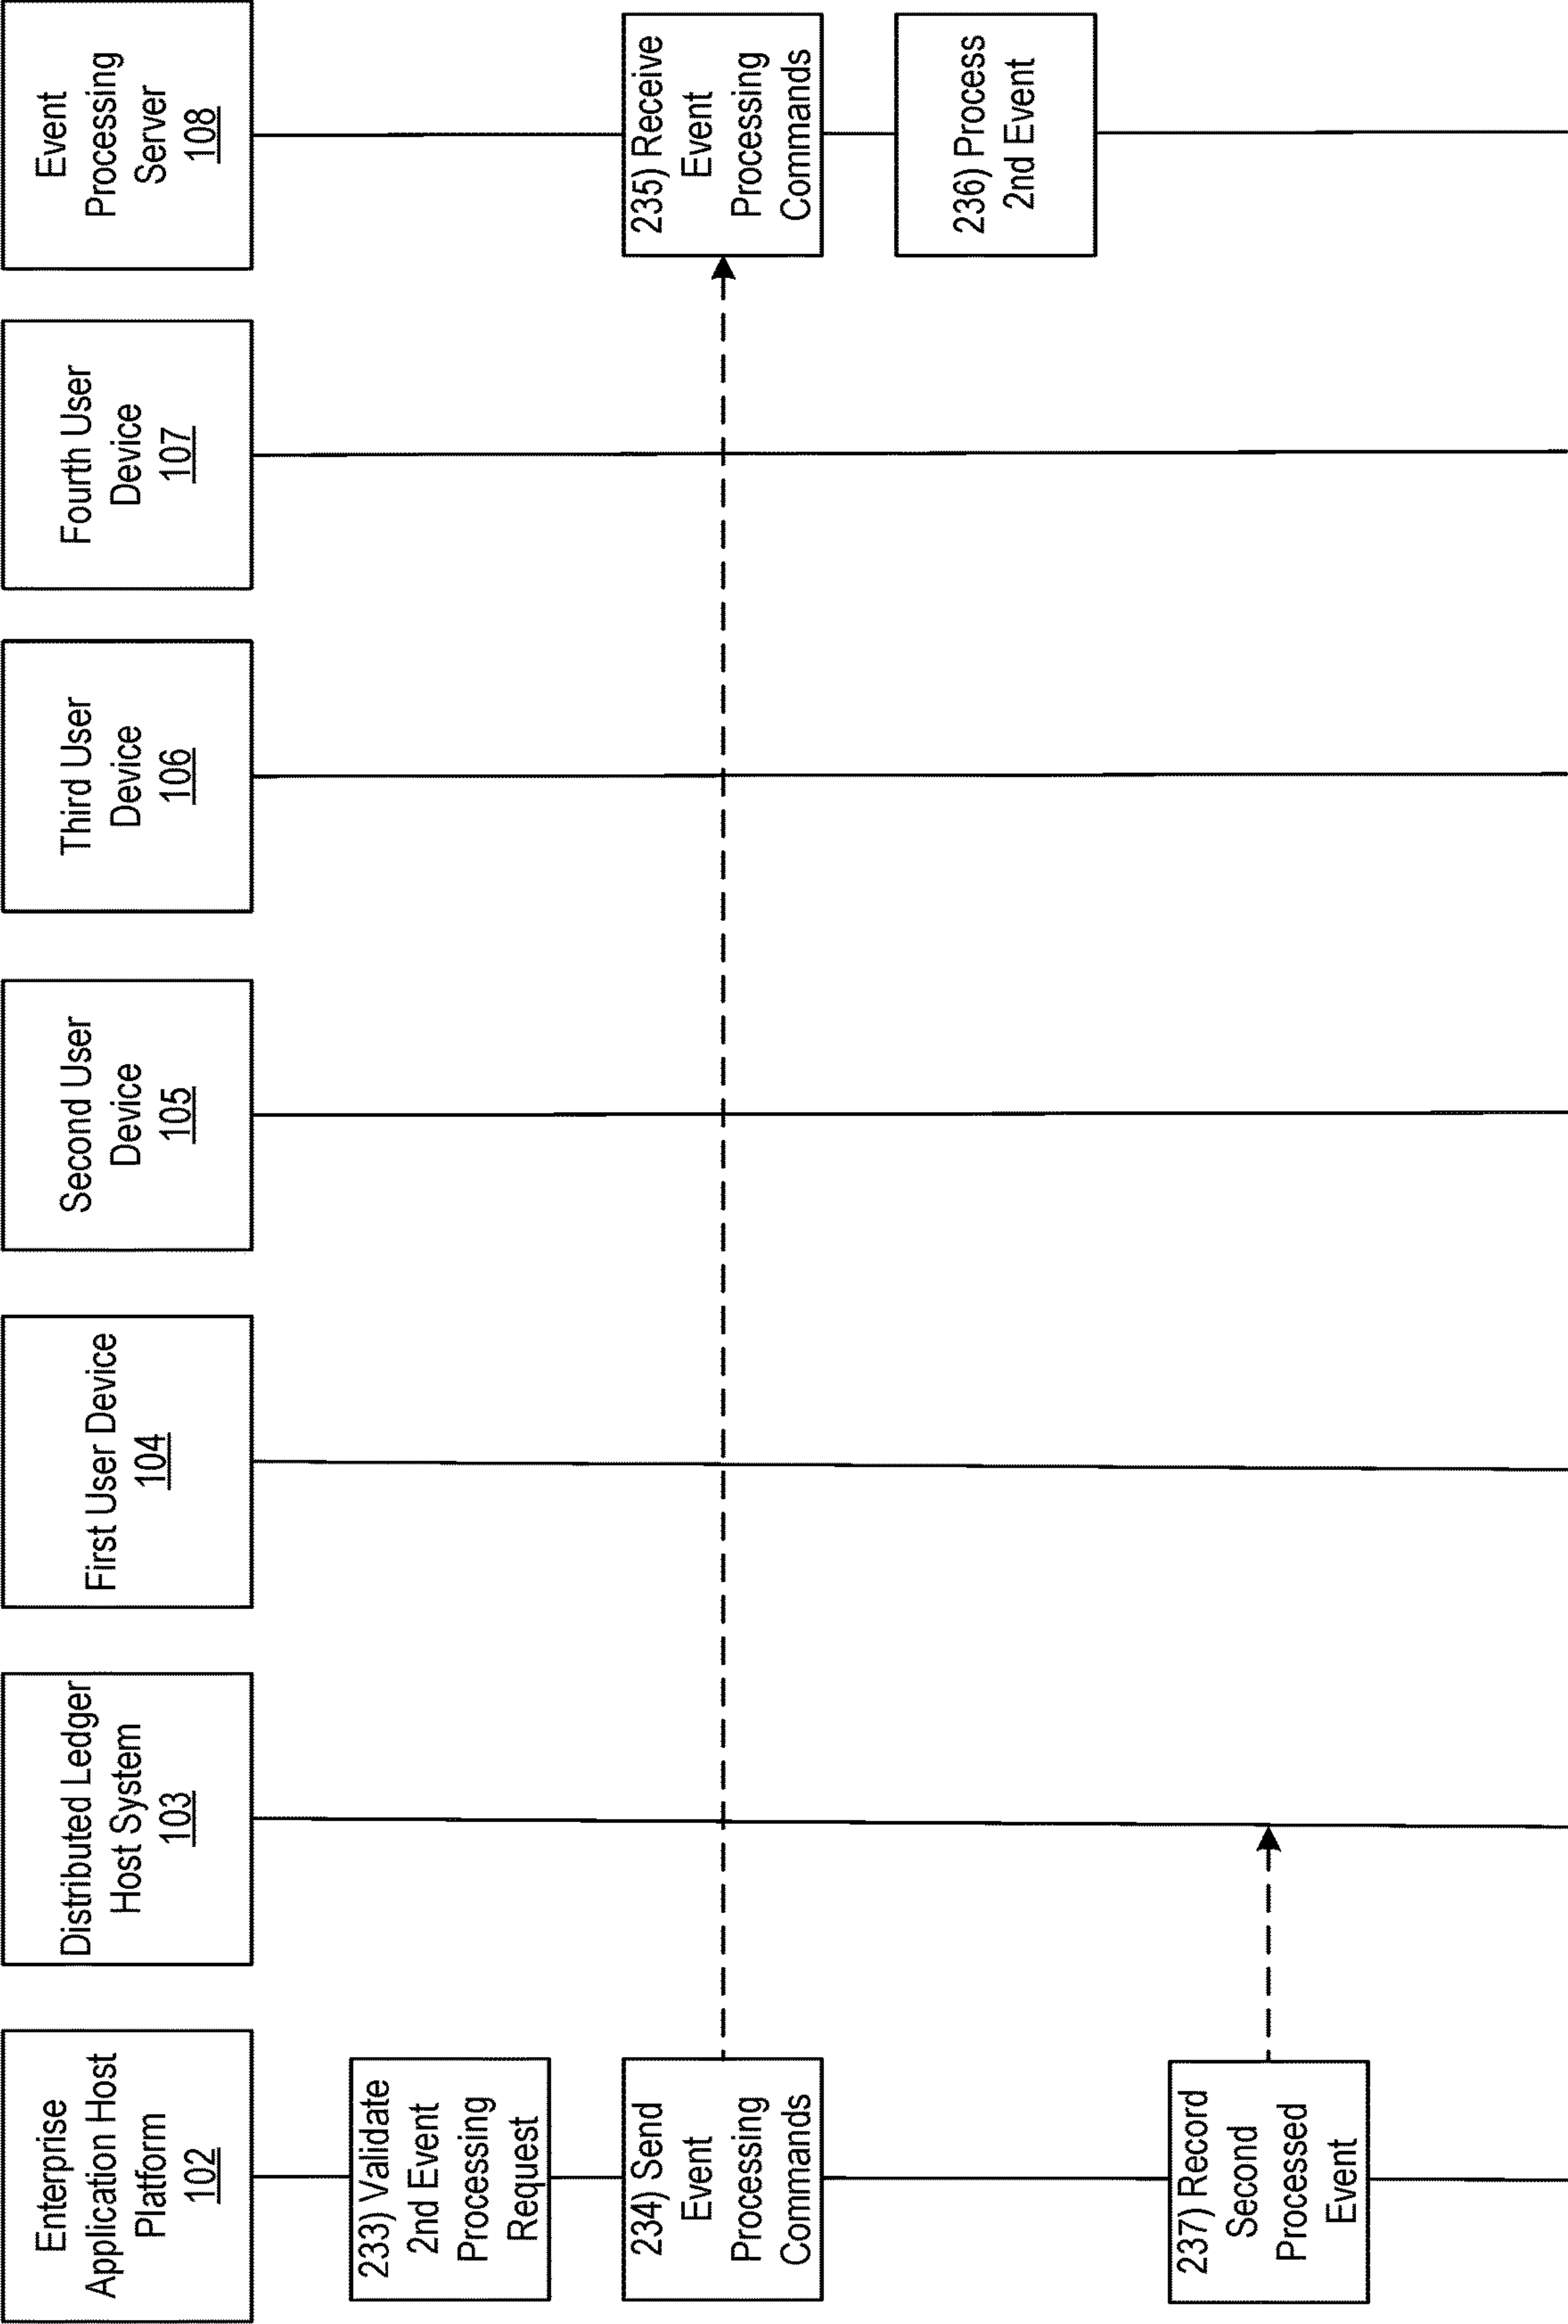 Enterprise
Application Host
Platform
102
Distributed Ledger
Host System
103
First User Device
104
Second User
Device
105
Third User
Device
106
Fourth User
Device
107
Event
Processing
Server
108
233) Validate
2nd Event
Processing
Request
234) Send
Event
Processing
Commands
235) Receive
Event
Processing
Commands
236) Process
2nd Event
237) Record
Second
Processed
Event